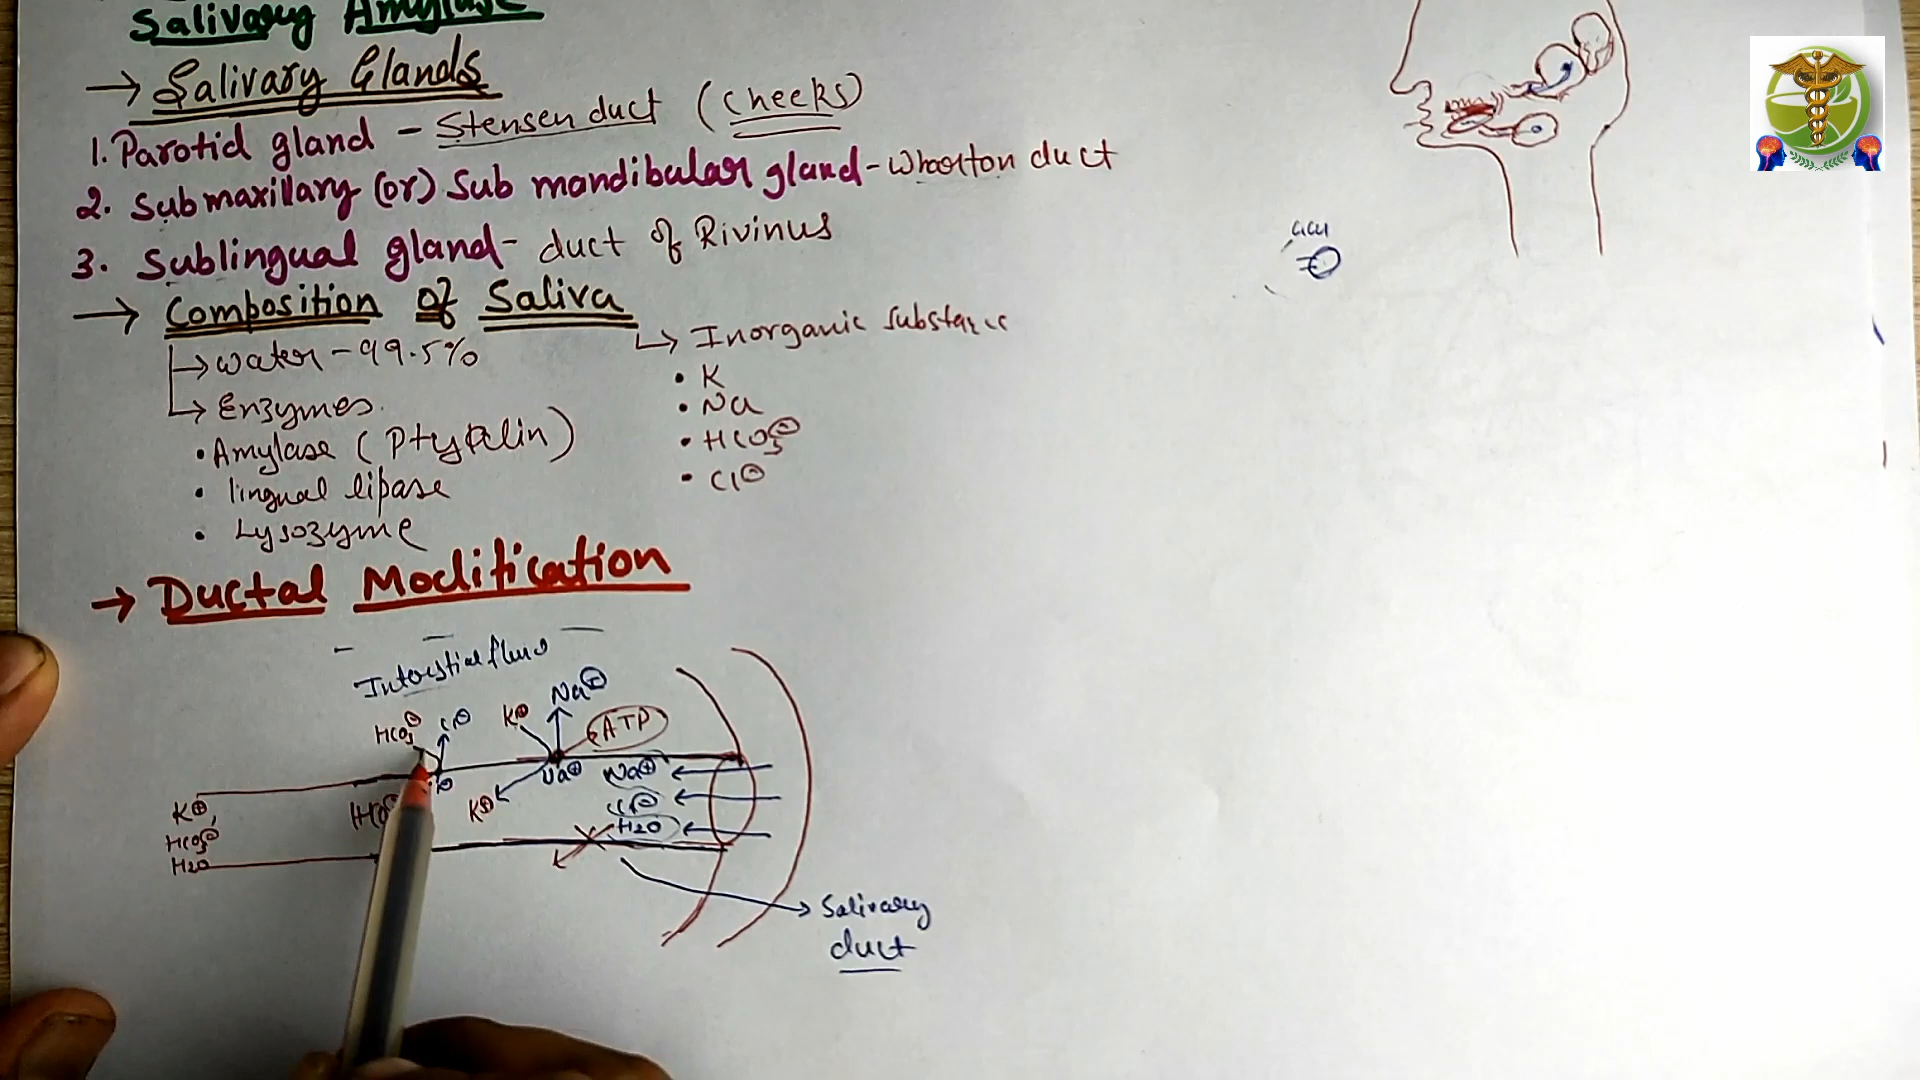 Salivary Amylase
→ Salivary Glands
1. Parotid gland - Stensen duct (cheeks)
2. Submaxillary (or) Sub mandibular gland - Wharton duct
3. Sublingual gland - duct of Rivinus
→ Composition of Saliva
→ water - 99.5%
→ Enzymes.
• Amylase (Ptyalin)
• lingual lipase
• Lysozyme
→ Inorganic substance
• K
• Na
• HCO3⊖
• Cl⊖
→ Ductal Modification
Interstial fluid
HCO3⊖ Cl⊖ K⊕ Na⊕ ATP
Na⊕ Na⊕
K⊕ Cl⊖
H2O
K⊕,
HCO3⊖
H2O
Salivary
duct